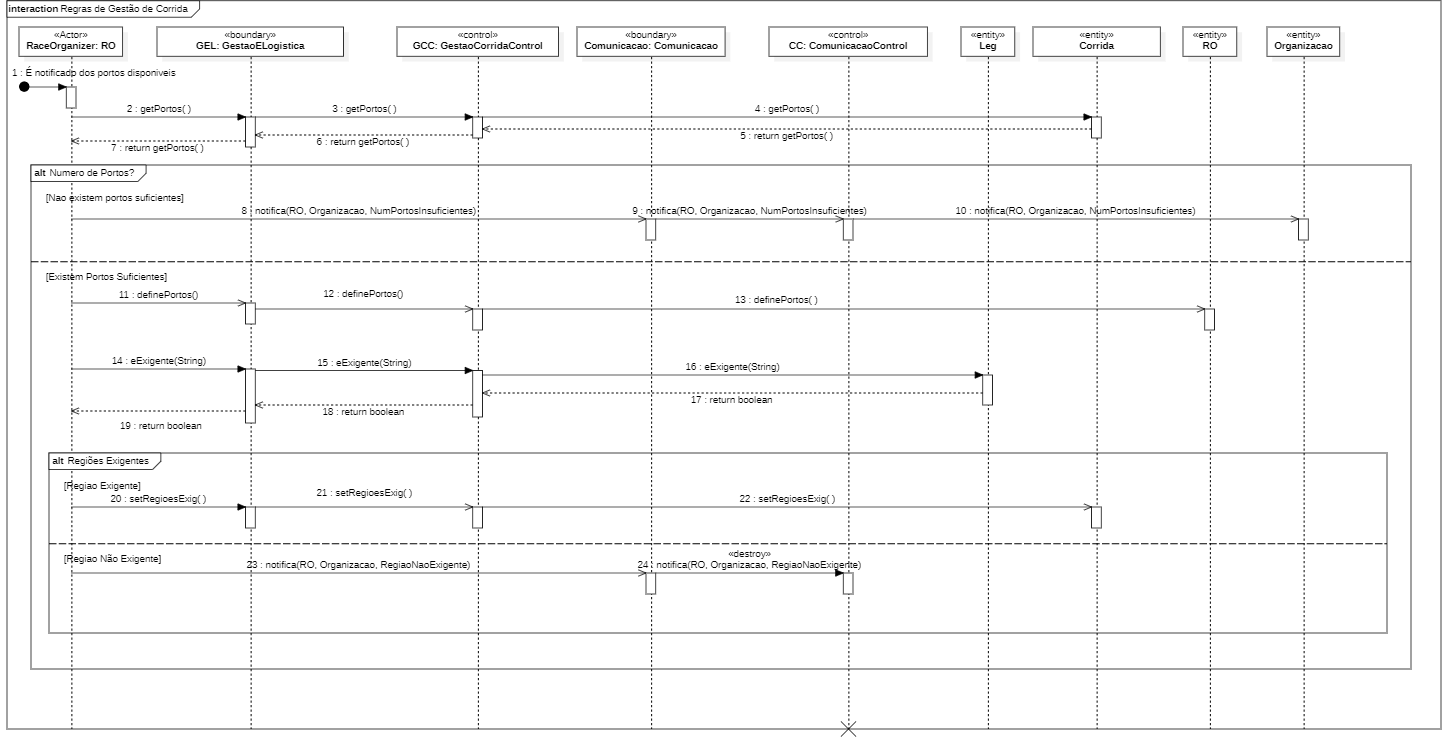 interaction Regras de Gestão de Corrida
«Actor»
RaceOrganizer: RO
«boundary»
GEL: GestaoELogistica
«control»
GCC: GestaoCorridaControl
«boundary»
Comunicacao: Comunicacao
«control»
CC: ComunicacaoControl
«entity»
Leg
«entity»
Corrida
«entity»
RO
«entity»
Organizacao
1 : É notificado dos portos disponiveis
2 : getPortos( )
3 : getPortos( )
4 : getPortos( )
5 : return getPortos( )
6 : return getPortos( )
7 : return getPortos( )
alt Numero de Portos?
[Nao existem portos suficientes]
8 : notifica(RO, Organizacao, NumPortosInsuficientes)
9 : notifica(RO, Organizacao, NumPortosInsuficientes)
10 : notifica(RO, Organizacao, NumPortosInsuficientes)
[Existem Portos Suficientes]
11 : definePortos()
12 : definePortos()
13 : definePortos( )
14 : eExigente(String)
15 : eExigente(String)
16 : eExigente(String)
17 : return boolean
18 : return boolean
19 : return boolean
alt Regiões Exigentes
[Regiao Exigente]
20 : setRegioesExig( )
21 : setRegioesExig( )
22 : setRegioesExig( )
[Regiao Não Exigente]
«destroy»
23 : notifica(RO, Organizacao, RegiaoNaoExigente)
24 : notifica(RO, Organizacao, RegiaoNaoExigente)